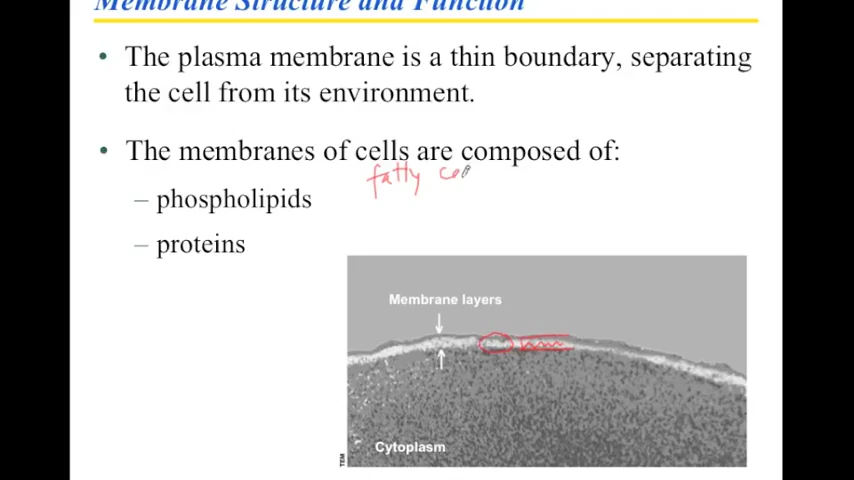 Membrane Structure and Function
• The plasma membrane is a thin boundary, separating
the cell from its environment.
• The membranes of cells are composed of:
fatty
– phospholipids
– proteins
Membrane layers
Cytoplasm
TEM